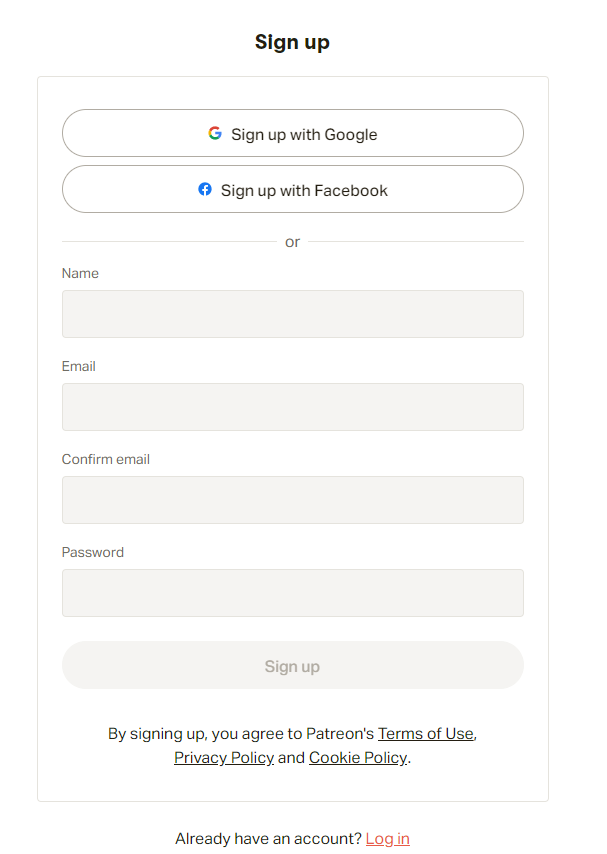 Sign up
Sign up with Google
Sign up with Facebook
or
Name
Email
Confirm email
Password
Sign up
By signing up, you agree to Patreon's Terms of Use,
Privacy Policy and Cookie Policy.
Already have an account? Log in